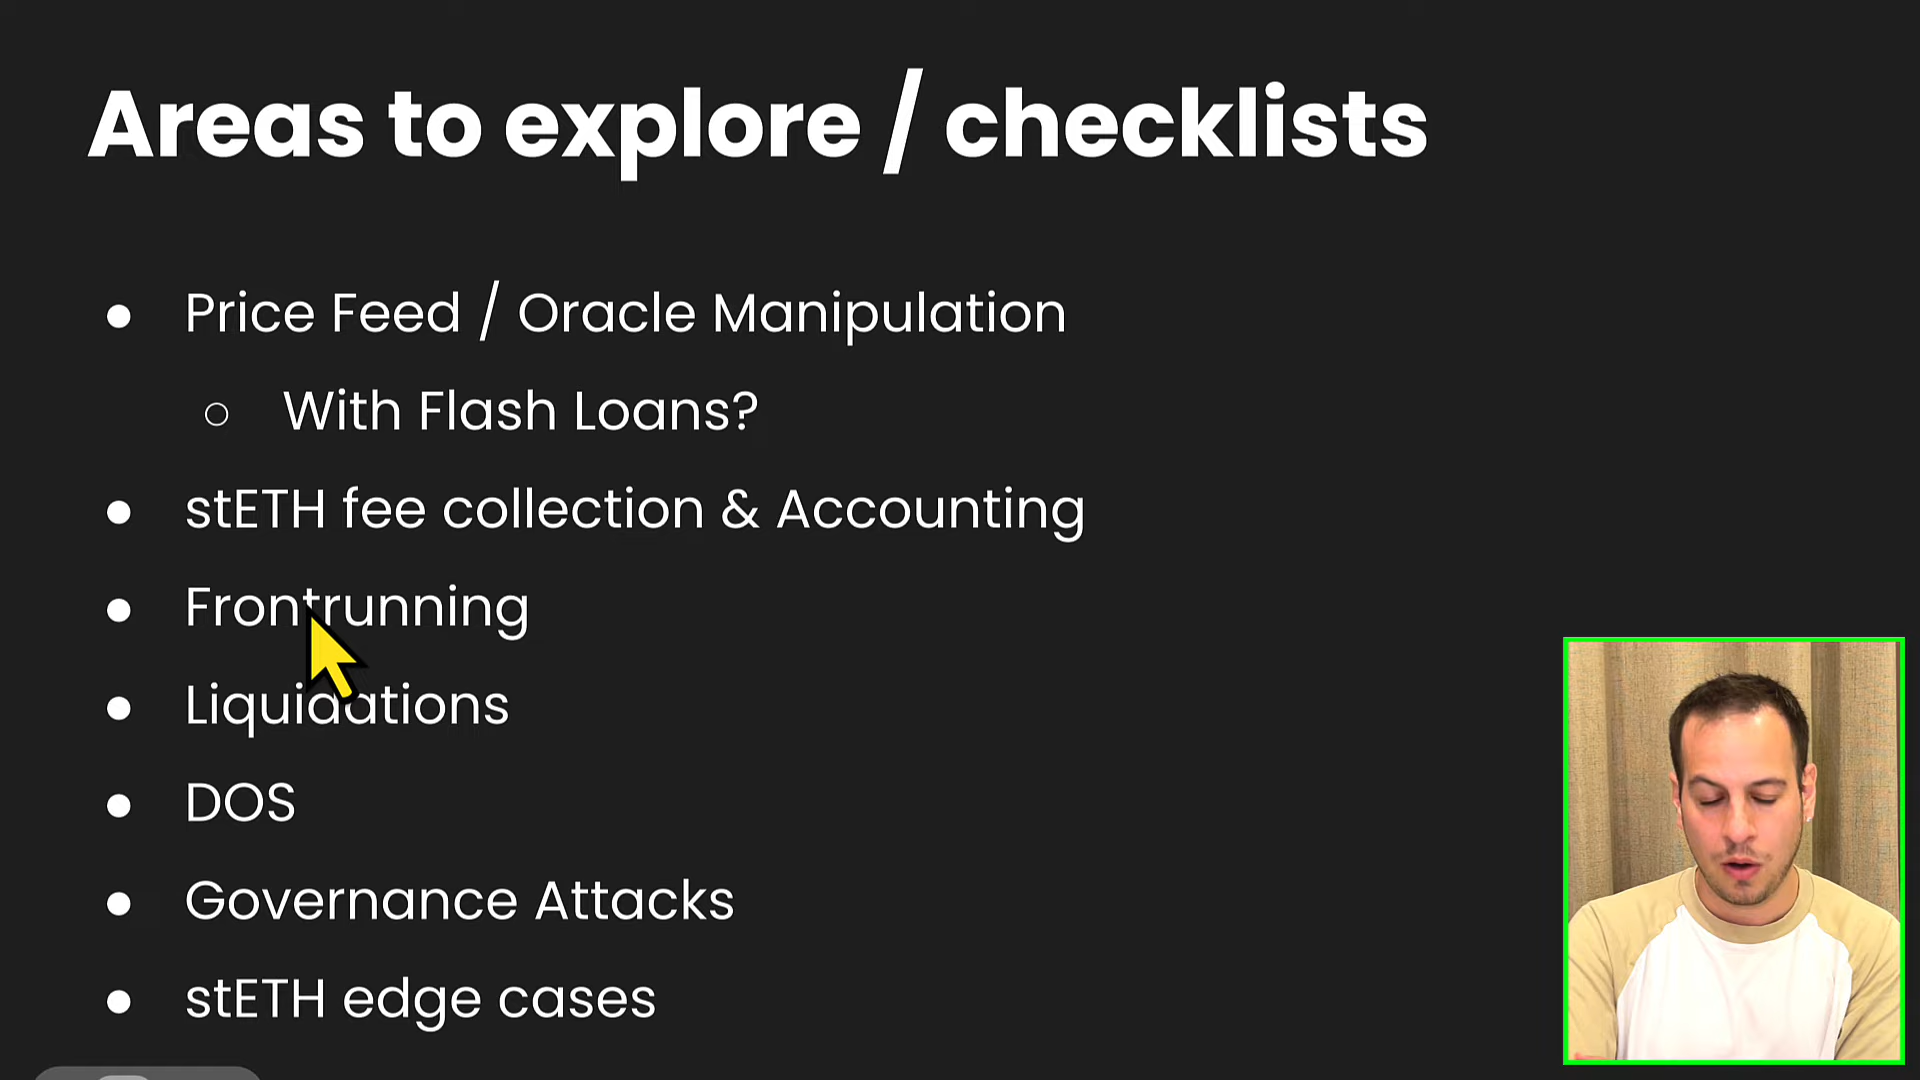 Areas to explore / checklists
● Price Feed / Oracle Manipulation
○ With Flash Loans?
● stETH fee collection & Accounting
● Frontrunning
● Liquidations
● DOS
● Governance Attacks
● stETH edge cases